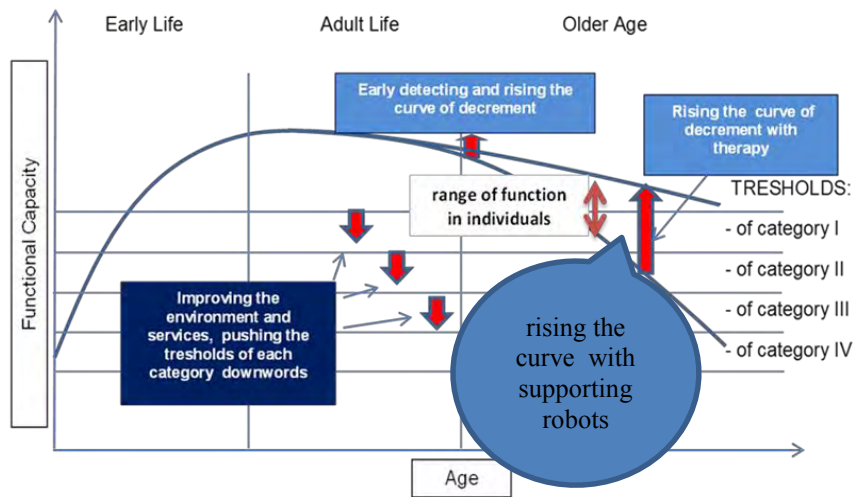 Early Life
Adult Life
Older Age
Early detecting and rising the
curve of decrement
Rising the curve of
decrement with
therapy
Functional Capacity
range of function
in individuals
TRESHOLDS:
- of category I
- of category II
- of category III
- of category IV
Improving the
environment and
services, pushing the
tresholds of each
category downwords
rising the
curve with
supporting
robots
Age